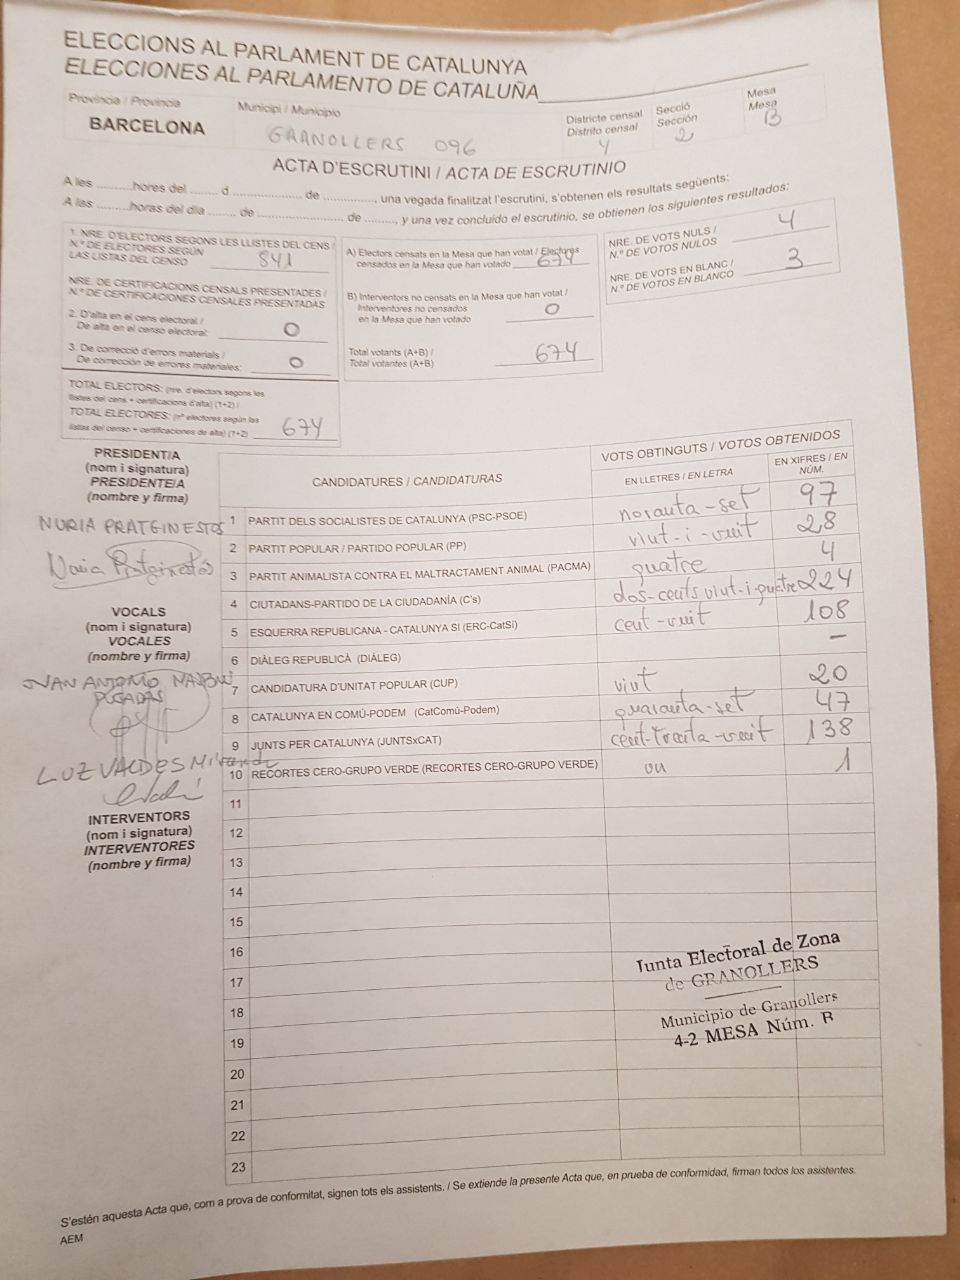 ELECCIONS AL PARLAMENT DE CATALUNYA
ELECCIONES AL PARLAMENTO DE CATALUÑA
Província / Provincia
BARCELONA
Municipi / Municipio
GRANOLLERS 096
Districte censal
Distrito censal
4
Secció
Sección
2
Mesa
Mesa
B
ACTA D'ESCRUTINI / ACTA DE ESCRUTINIO
A les ........... hores del ........ d .................... de ..............., una vegada finalitzat l'escrutini, s'obtenen els resultats següents:
A las ........... horas del día ........ de ........................ de ........, y una vez concluido el escrutinio, se obtienen los siguientes resultados:
1. NRE. D'ELECTORS SEGONS LES LLISTES DEL CENS /
N.º DE ELECTORES SEGÚN
LAS LISTAS DEL CENSO
841
NRE. DE CERTIFICACIONS CENSALS PRESENTADES /
N.º DE CERTIFICACIONES CENSALES PRESENTADAS
2. D'alta en el cens electoral /
De alta en el censo electoral:
0
3. De correcció d'errors materials /
De corrección de errores materiales:
0
TOTAL ELECTORS: (nre. d'electors segons les
llistes del cens + certificacions d'alta) (1+2) /
TOTAL ELECTORES: (nº electores según las
listas del censo + certificaciones de alta) (1+2)
674
A) Electors censats en la Mesa que han votat / Electores
censados en la Mesa que han votado
674
B) Interventors no censats en la Mesa que han votat /
Interventores no censados
en la Mesa que han votado
0
Total votants (A+B) /
Total votantes (A+B)
674
NRE. DE VOTS NULS /
N.º DE VOTOS NULOS
4
NRE. DE VOTS EN BLANC /
N.º DE VOTOS EN BLANCO
3
PRESIDENT/A
(nom i signatura)
PRESIDENTE/A
(nombre y firma)
NURIA PRATGINESTOS
Nuria Pratginestós
VOCALS
(nom i signatura)
VOCALES
(nombre y firma)
JUAN ANTONIO
POSADAS
LUZ VALDES Miranda
INTERVENTORS
(nom i signatura)
INTERVENTORES
(nombre y firma)
CANDIDATURES / CANDIDATURAS
VOTS OBTINGUTS / VOTOS OBTENIDOS
EN LLETRES / EN LETRA
EN XIFRES / EN
NÚM.
1 PARTIT DELS SOCIALISTES DE CATALUNYA (PSC-PSOE) noranta-set 97
2 PARTIT POPULAR / PARTIDO POPULAR (PP) vint-i-vuit 28
3 PARTIT ANIMALISTA CONTRA EL MALTRACTAMENT ANIMAL (PACMA) quatre 4
4 CIUTADANS-PARTIDO DE LA CIUDADANÍA (C's) dos-cents vint-i-quatre 224
5 ESQUERRA REPUBLICANA - CATALUNYA SI (ERC-CatSí) cent-vuit 108
6 DIÀLEG REPUBLICÀ (DIÀLEG) -
7 CANDIDATURA D'UNITAT POPULAR (CUP) vint 20
8 CATALUNYA EN COMÚ-PODEM (CatComú-Podem) quaranta-set 47
9 JUNTS PER CATALUNYA (JUNTSxCAT) cent-trenta-vuit 138
10 RECORTES CERO-GRUPO VERDE (RECORTES CERO-GRUPO VERDE) un 1
11
12
13
14
15
16
17
18
19
20
21
22
23
Junta Electoral de Zona
de GRANOLLERS
Municipio de Granollers
4-2 MESA Núm. B
S'estén aquesta Acta que, com a prova de conformitat, signen tots els assistents. / Se extiende la presente Acta que, en prueba de conformidad, firman todos los asistentes.
AEM